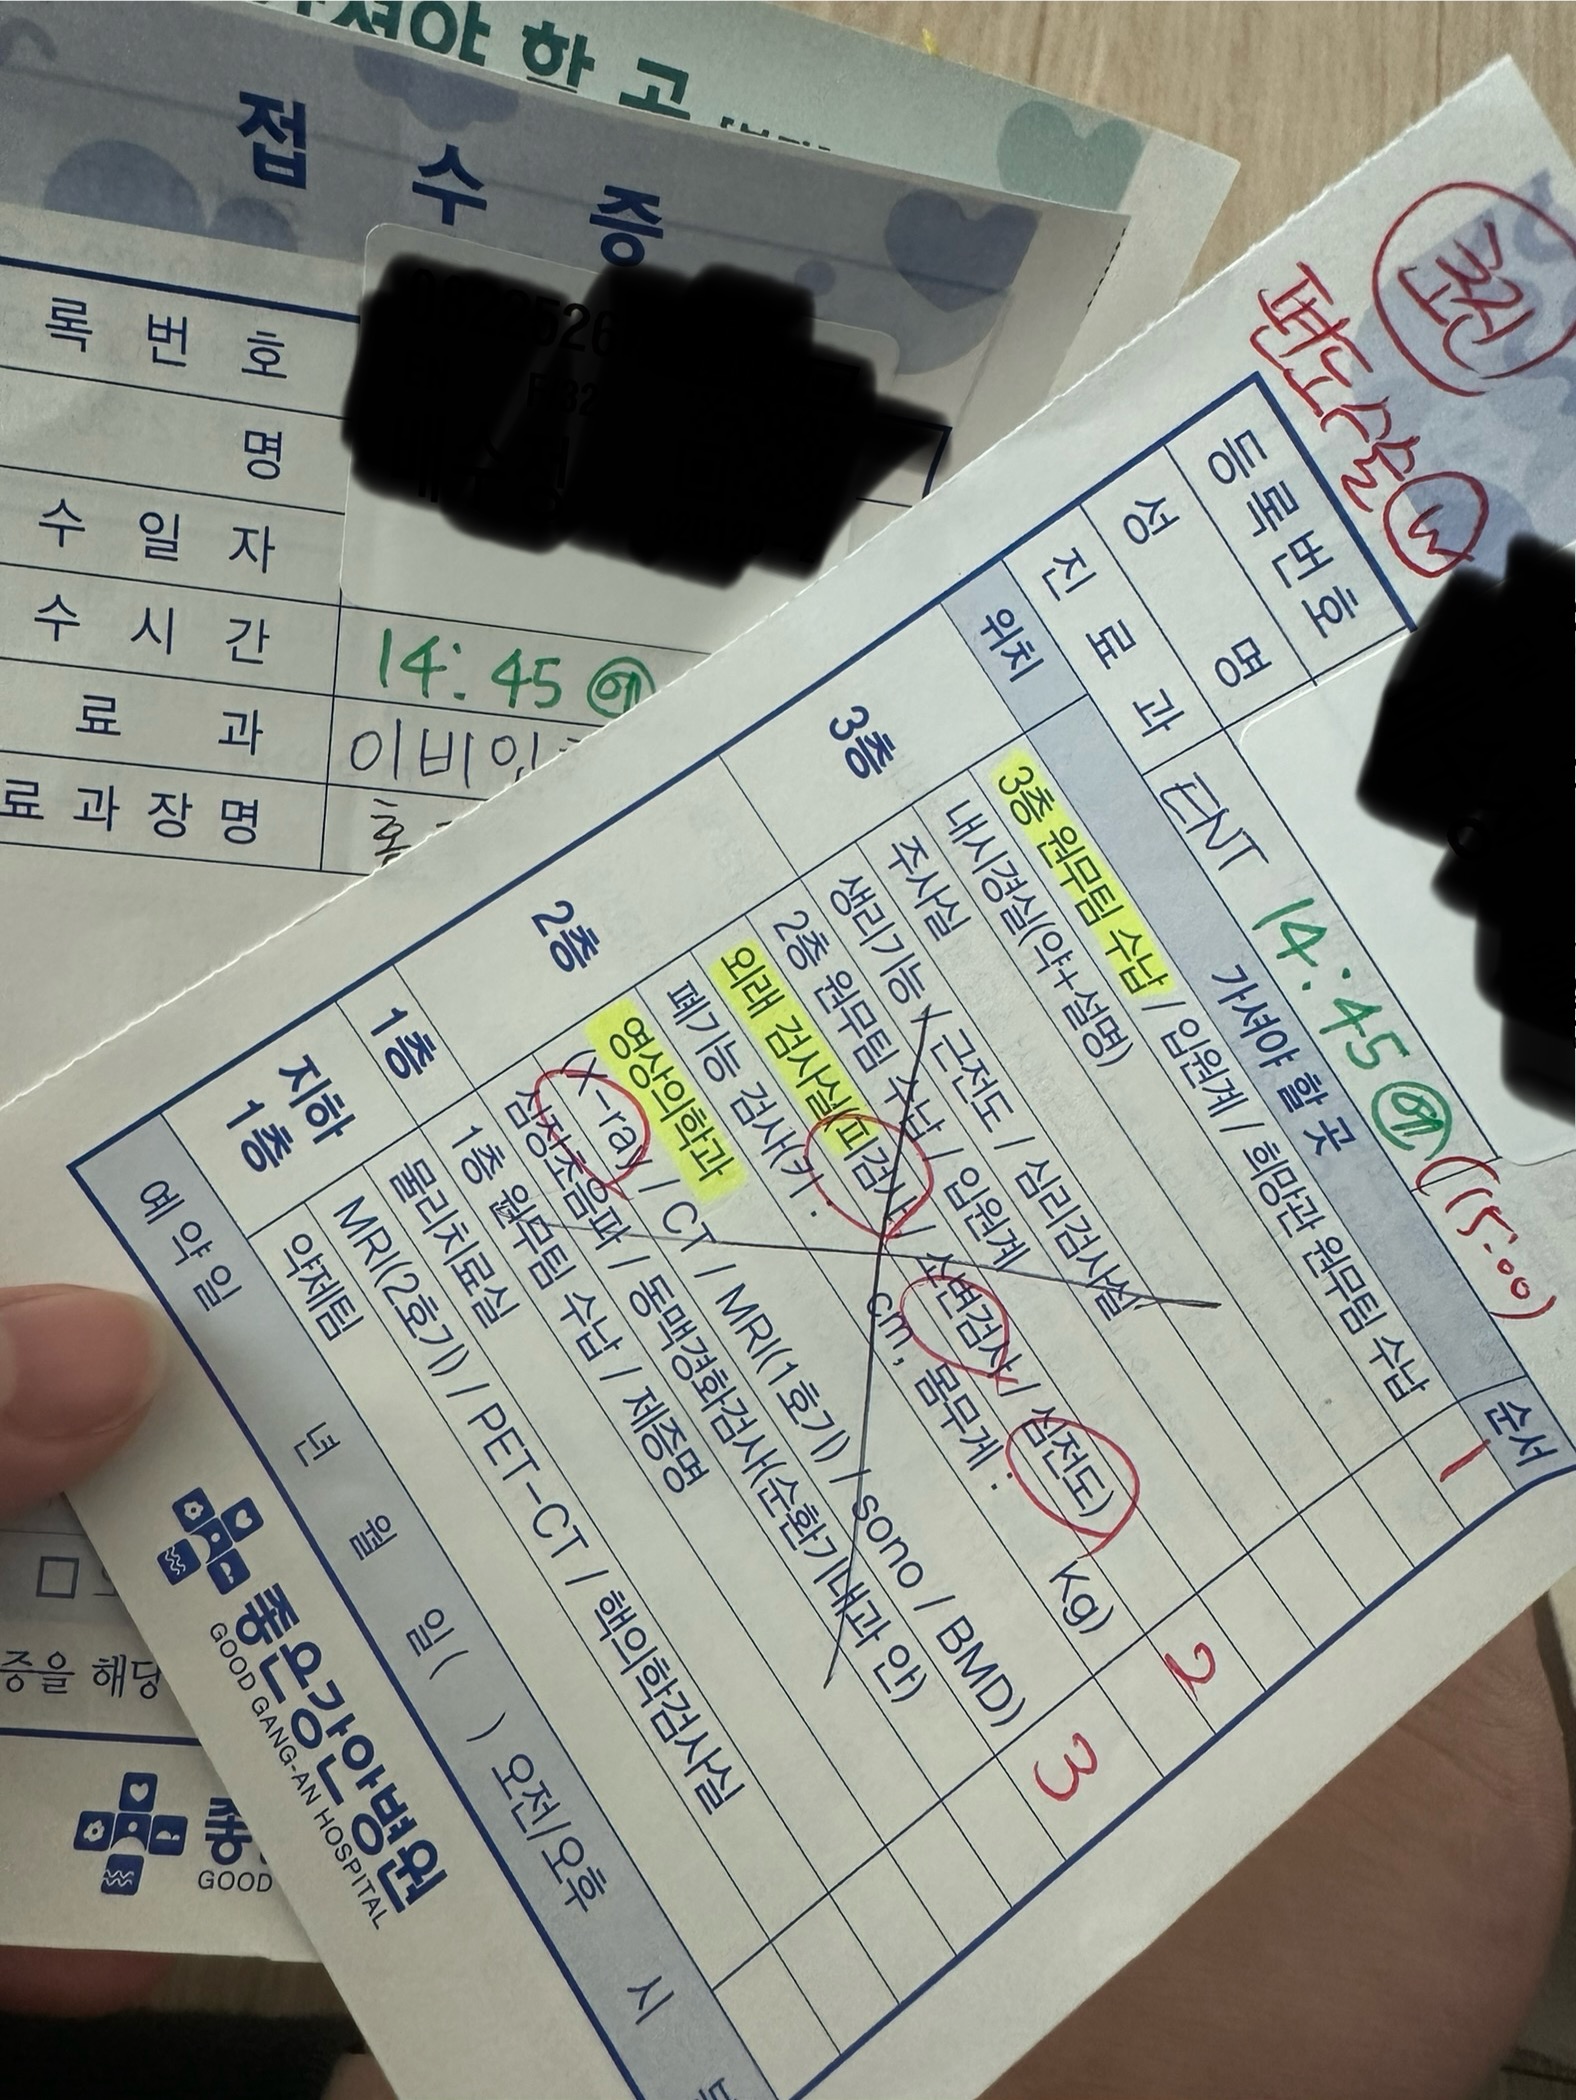 가셔야 할 고
접수증
록번호
명
수일자
수시간 14:45 예
료과 이비인
료과장명 홍
증을 해당
GOOD
편도수술
등록번호
성명
진료과 ENT 14:45 예 (15:00)
위치 가셔야 할 곳 순서
3층 3층 원무팀 수납 / 입원계 / 희망관 원무팀 수납 1
내시경실(약+설명)
주사실
생리기능 / 근전도 / 심리검사실
2층 2층 원무팀 수납 / 입원계
외래 검사실(피검사 / 소변검사 / 심전도) 2
폐기능 검사(키 : cm, 몸무게 : Kg)
영상의학과
(X-ray / CT / MRI(1호기) / sono / BMD) 3
심장초음파 / 동맥경화검사(순환기내과 안)
1층 1층 원무팀 수납 / 제증명
물리치료실
지하 1층 MRI(2호기) / PET-CT / 핵의학검사실
약제팀
예약일 년 월 일( ) 오전/오후 시
좋은강안병원
GOOD GANG-AN HOSPITAL